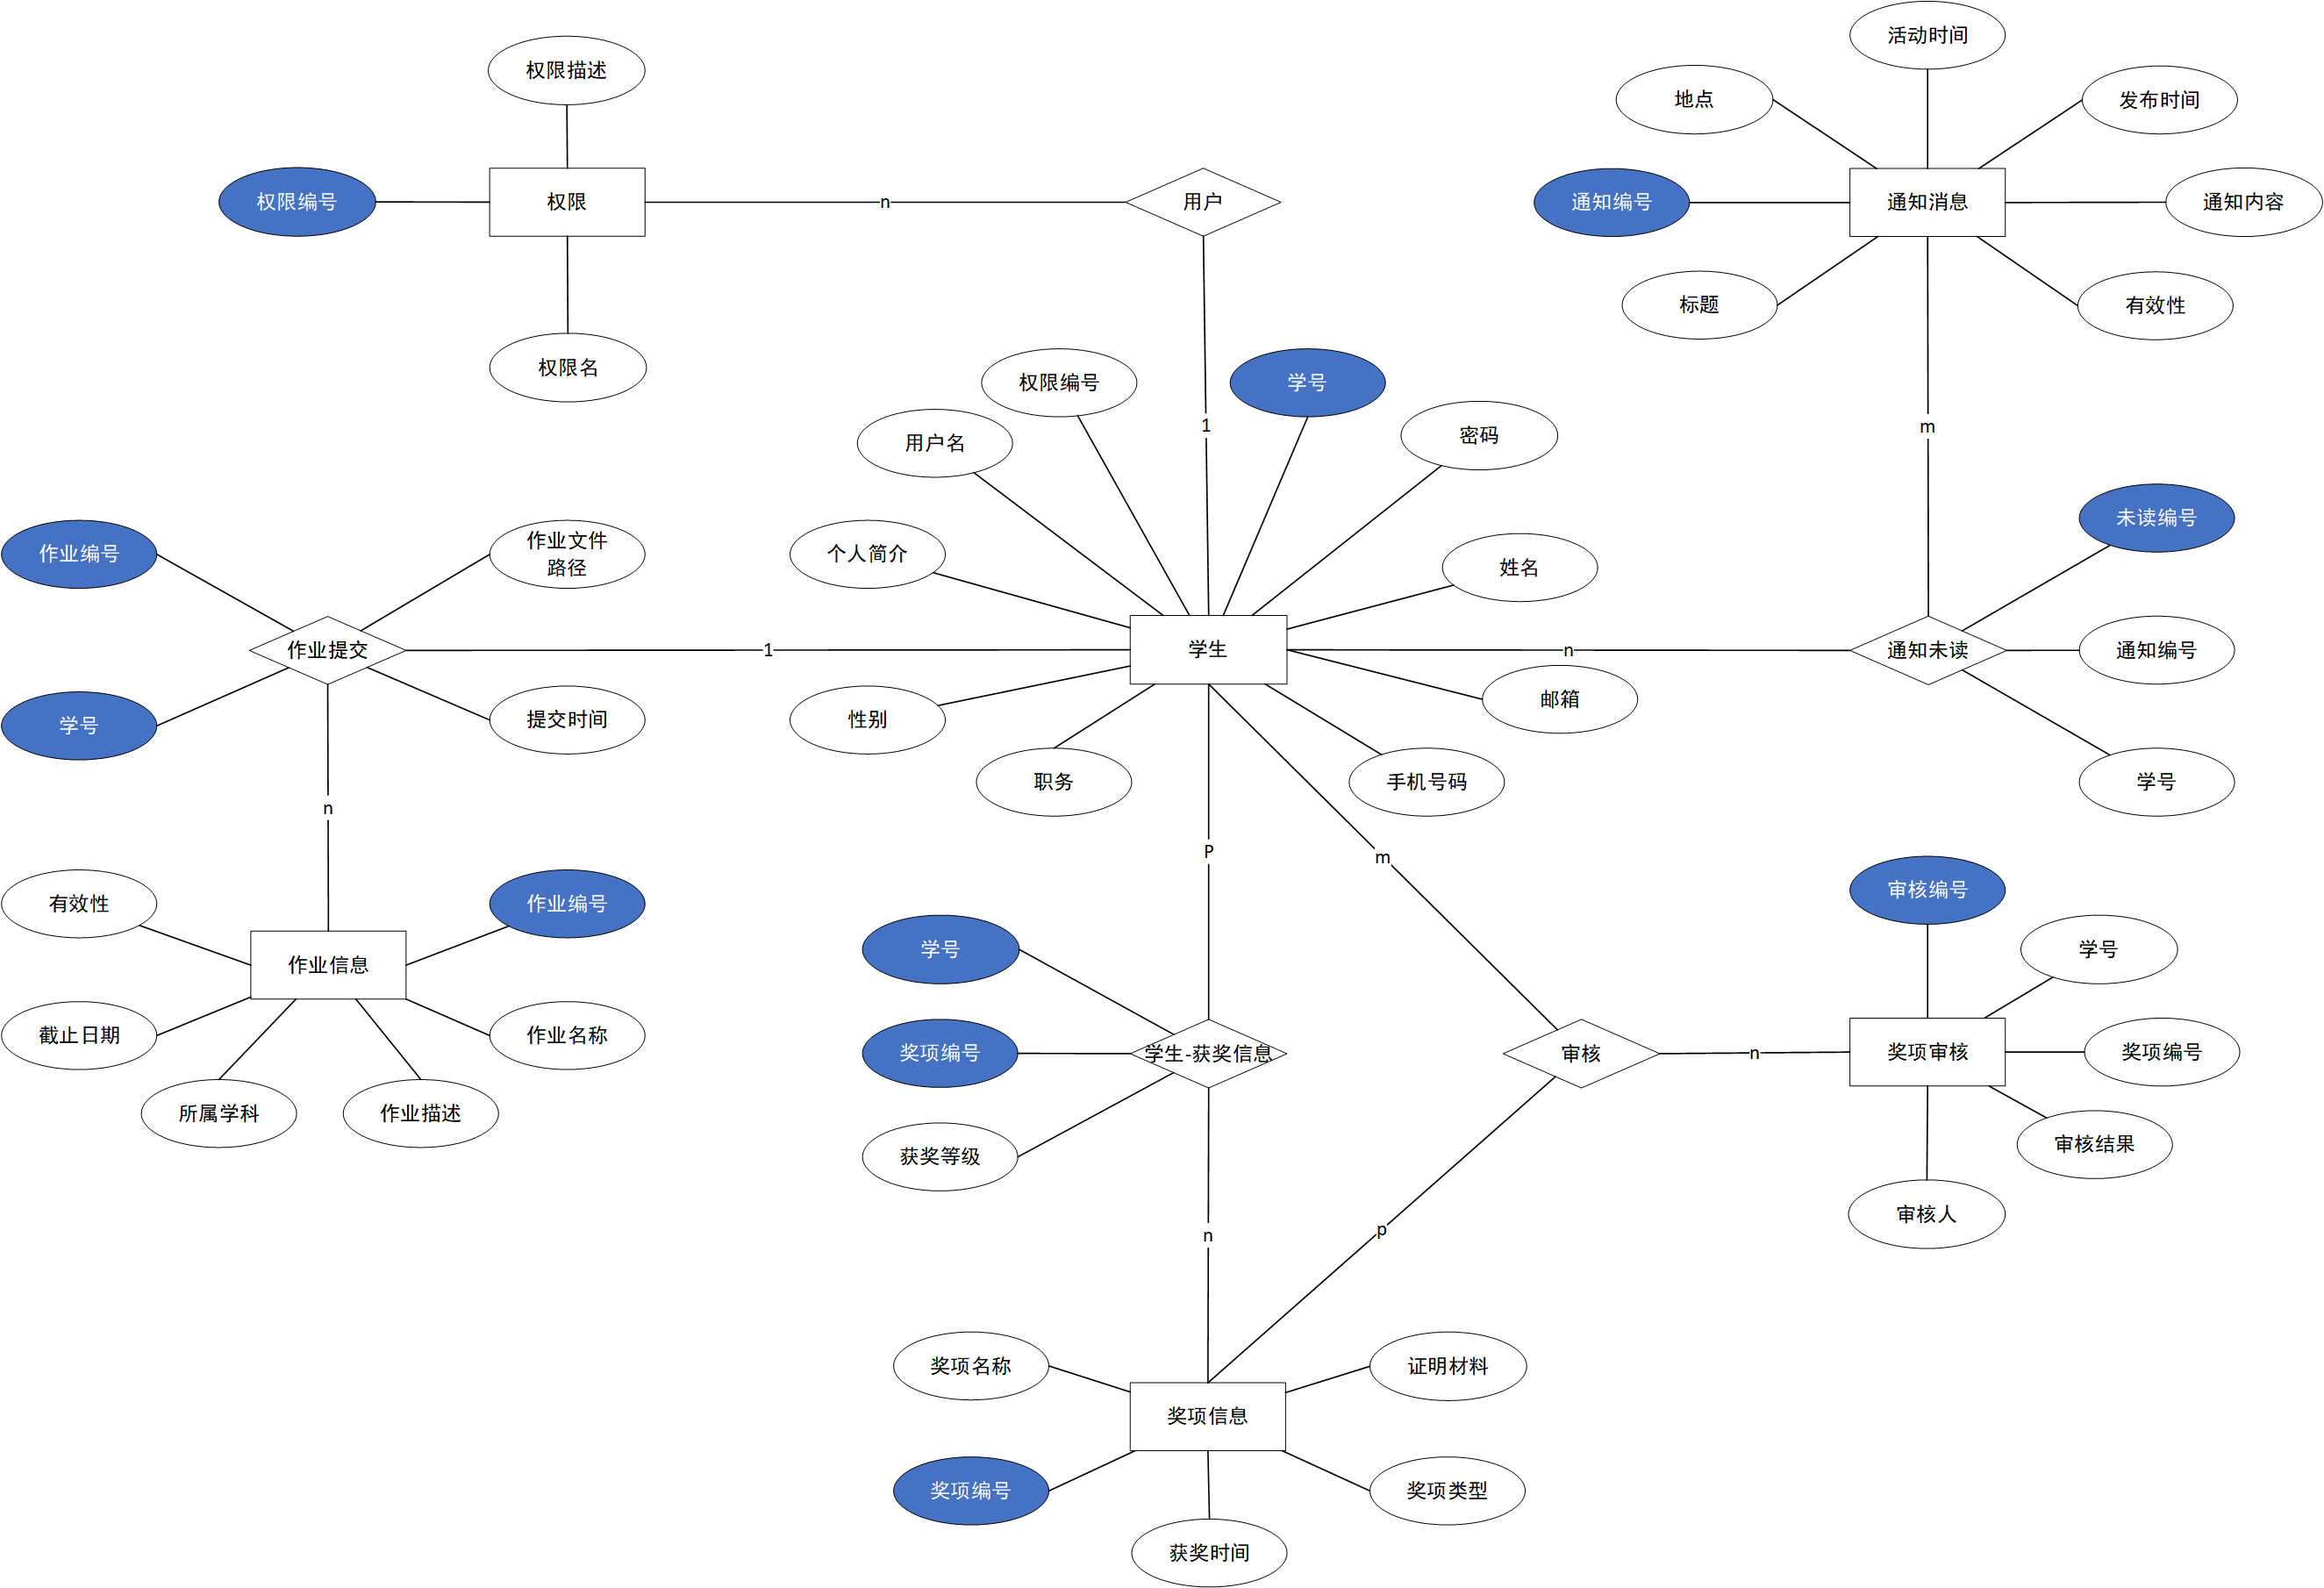 活动时间
权限描述
地点
发布时间
权限编号
权限
n
用户
通知编号
通知消息
通知内容
标题
有效性
权限名
权限编号
学号
用户名
1
密码
m
作业编号
作业文件
路径
个人简介
姓名
未读编号
作业提交
1
学生
n
通知未读
通知编号
邮箱
学号
提交时间
性别
职务
手机号码
学号
n
P
m
有效性
作业编号
审核编号
作业信息
学号
学号
截止日期
作业名称
奖项编号
学生-获奖信息
审核
n
奖项审核
奖项编号
所属学科
作业描述
获奖等级
审核结果
审核人
n
p
奖项名称
证明材料
奖项信息
奖项编号
奖项类型
获奖时间